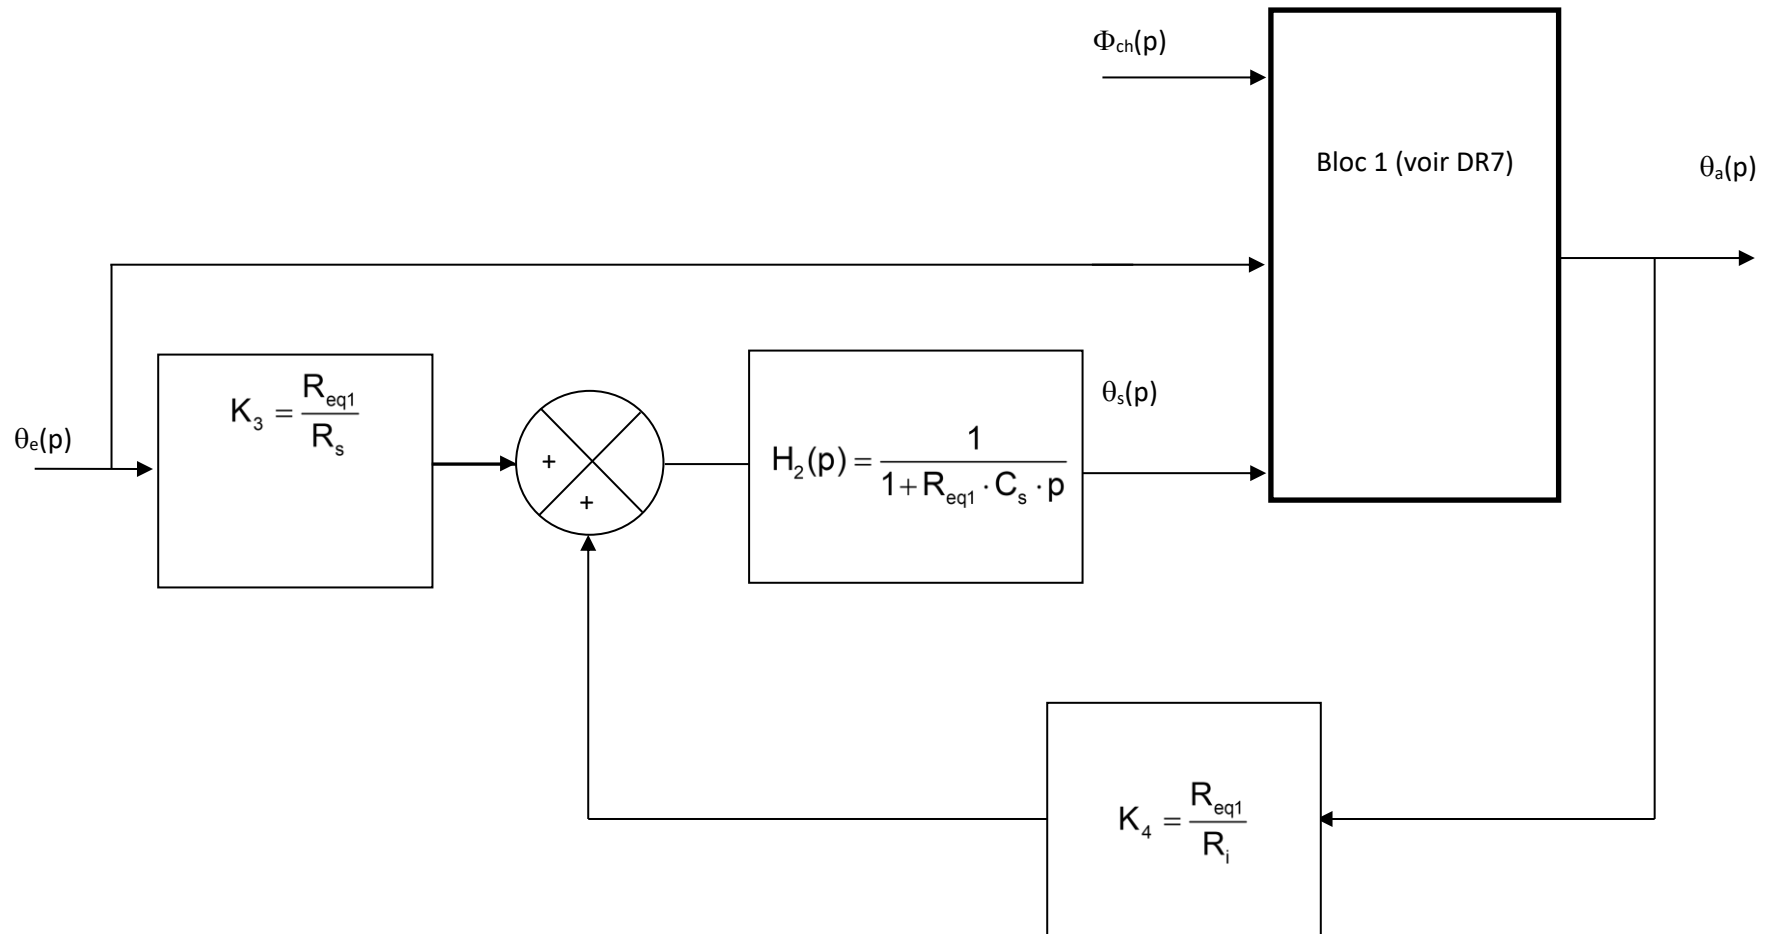 Φch(p)
Bloc 1 (voir DR7)
θa(p)
θe(p)
K3 = Req1 / Rs
+
+
H2(p) = 1 / (1 + Req1 · Cs · p)
θs(p)
K4 = Req1 / Ri